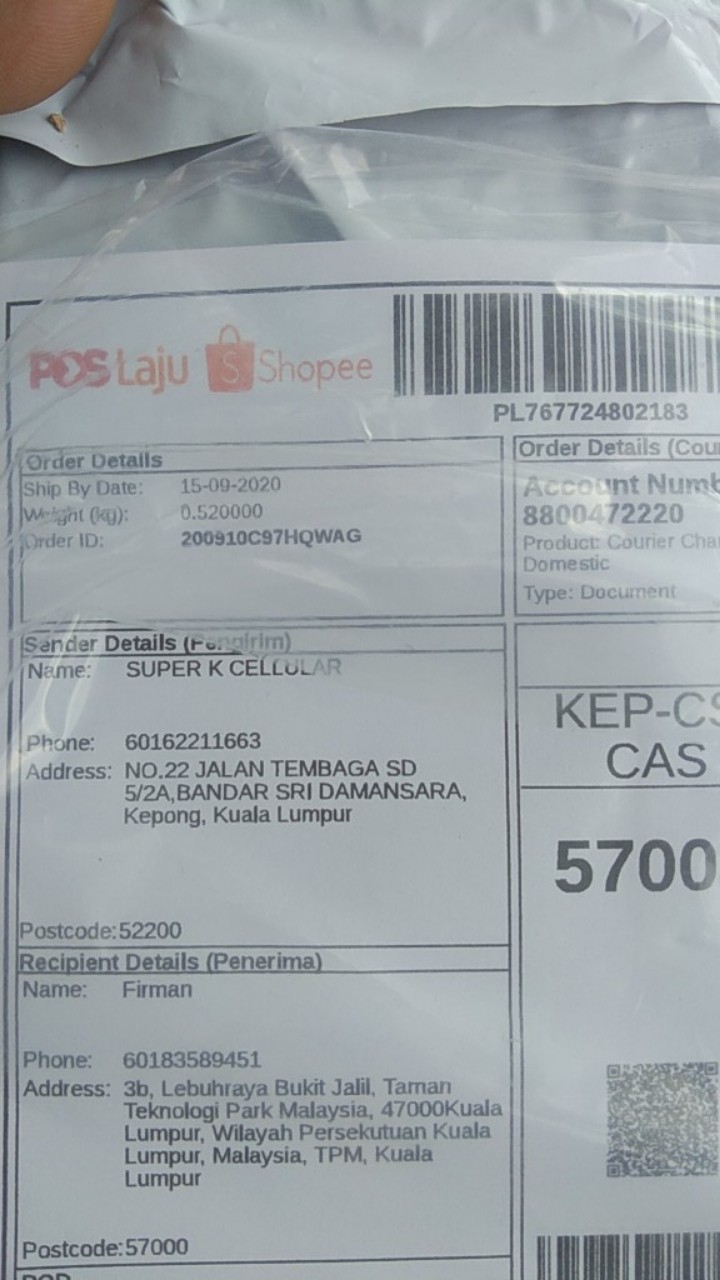 POS Laju Shopee
PL767724802183
Order Details
Ship By Date: 15-09-2020
Weight (kg): 0.520000
Order ID: 200910C97HQWAG
Order Details (Cou
Account Numb
8800472220
Product: Courier Cha
Domestic
Type: Document
Sender Details (Pengirim)
Name: SUPER K CELLULAR
Phone: 60162211663
Address: NO.22 JALAN TEMBAGA SD
5/2A,BANDAR SRI DAMANSARA,
Kepong, Kuala Lumpur
Postcode:52200
KEP-CS
CAS
5700
Recipient Details (Penerima)
Name: Firman
Phone: 60183589451
Address: 3b, Lebuhraya Bukit Jalil, Taman
Teknologi Park Malaysia, 47000Kuala
Lumpur, Wilayah Persekutuan Kuala
Lumpur, Malaysia, TPM, Kuala
Lumpur
Postcode:57000